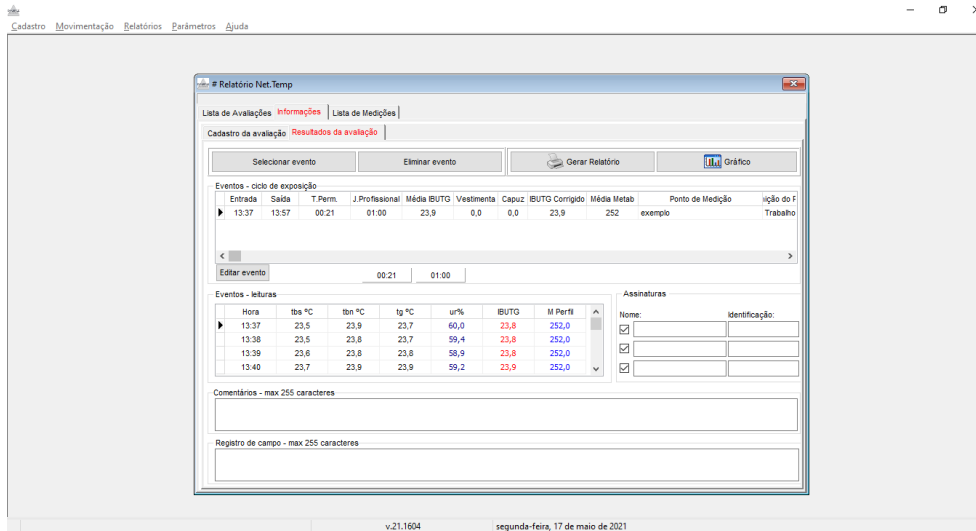 Cadastro Movimentação Relatórios Parâmetros Ajuda
# Relatório Net.Temp
Lista de Avaliações Informações Lista de Medições
Cadastro da avaliação Resultados da avaliação
Selecionar evento Eliminar evento Gerar Relatório Gráfico
Eventos - ciclo de exposição
Entrada Saída T.Perm. J.Profissional Média IBUTG Vestimenta Capuz IBUTG Corrigido Média Metab Ponto de Medição
13:37 13:57 00:21 01:00 23,9 0,0 0,0 23,9 252 exemplo Trabalho
Editar evento 00:21 01:00
Eventos - leituras
Hora tbs ºC tbn ºC tg ºC ur% IBUTG M Perfil
13:37 23,5 23,9 23,7 60,0 23,8 252,0
13:38 23,5 23,8 23,7 59,4 23,8 252,0
13:39 23,6 23,8 23,8 58,9 23,8 252,0
13:40 23,7 23,9 23,9 59,2 23,9 252,0
Assinaturas
Nome: Identificação:
Comentários - max 255 caracteres
Registro de campo - max 255 caracteres
v.21.1604 segunda-feira, 17 de maio de 2021